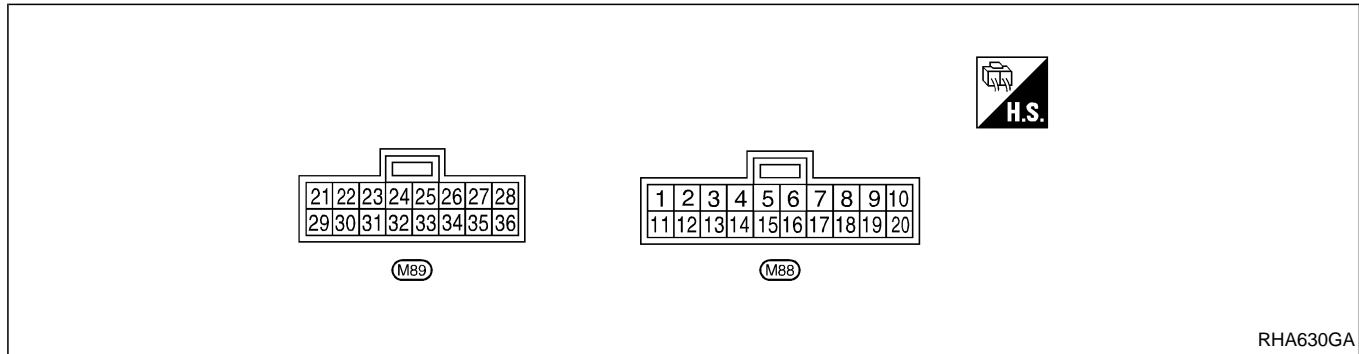 H.S.
21 22 23 24 25 26 27 28
29 30 31 32 33 34 35 36
M89
1 2 3 4 5 6 7 8 9 10
11 12 13 14 15 16 17 18 19 20
M88
RHA630GA